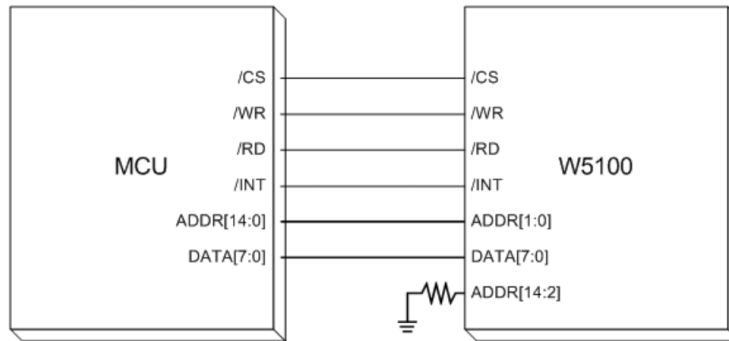 MCU
/CS
/WR
/RD
/INT
ADDR[14:0]
DATA[7:0]
W5100
/CS
/WR
/RD
/INT
ADDR[1:0]
DATA[7:0]
ADDR[14:2]